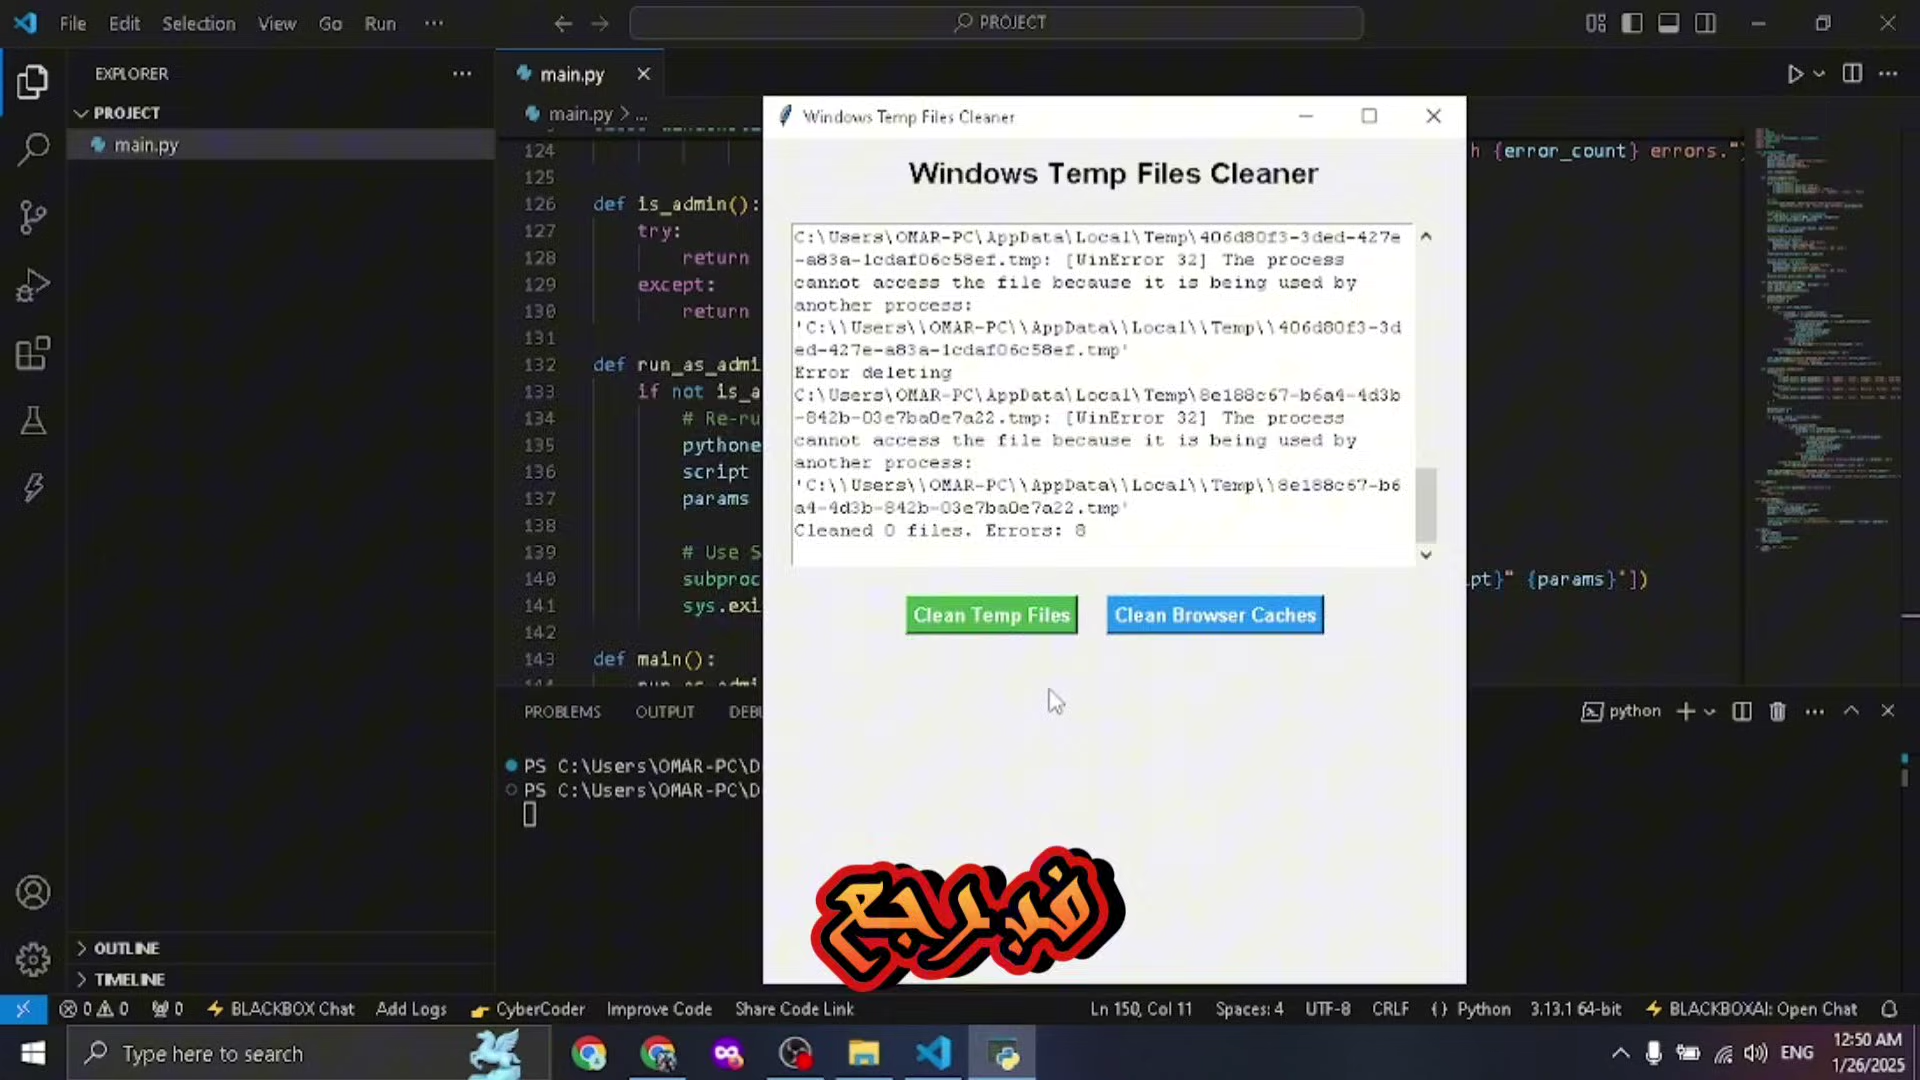 File Edit Selection View Go Run ...
PROJECT
EXPLORER
PROJECT
main.py
OUTLINE
TIMELINE
main.py
main.py > ...
124
125
126 def is_admin():
127 try:
128 return
129 except:
130 return
131
132 def run_as_admi
133 if not is_a
134 # Re-ru
135 pythone
136 script
137 params
138
139 # Use S
140 subproc
141 sys.exi
142
143 def main():
h {error_count} errors."
pt}" {params}'])
Windows Temp Files Cleaner
Windows Temp Files Cleaner
C:\Users\OMAR-PC\AppData\Local\Temp\406d80f3-3ded-427e
-a83a-1cdaf06c58ef.tmp: [WinError 32] The process
cannot access the file because it is being used by
another process:
'C:\\Users\\OMAR-PC\\AppData\\Local\\Temp\\406d80f3-3d
ed-427e-a83a-1cdaf06c58ef.tmp'
Error deleting
C:\Users\OMAR-PC\AppData\Local\Temp\8e188c67-b6a4-4d3b
-842b-03e7ba0e7a22.tmp: [WinError 32] The process
cannot access the file because it is being used by
another process:
'C:\\Users\\OMAR-PC\\AppData\\Local\\Temp\\8e188c67-b6
a4-4d3b-842b-03e7ba0e7a22.tmp'
Cleaned 0 files. Errors: 8
Clean Temp Files Clean Browser Caches
PROBLEMS OUTPUT DEBU
python
PS C:\Users\OMAR-PC\D
PS C:\Users\OMAR-PC\D
0 0 0 BLACKBOX Chat Add Logs CyberCoder Improve Code Share Code Link
Ln 150, Col 11 Spaces: 4 UTF-8 CRLF {} Python 3.13.1 64-bit BLACKBOXAI: Open Chat
Type here to search
ENG
12:50 AM
1/26/2025